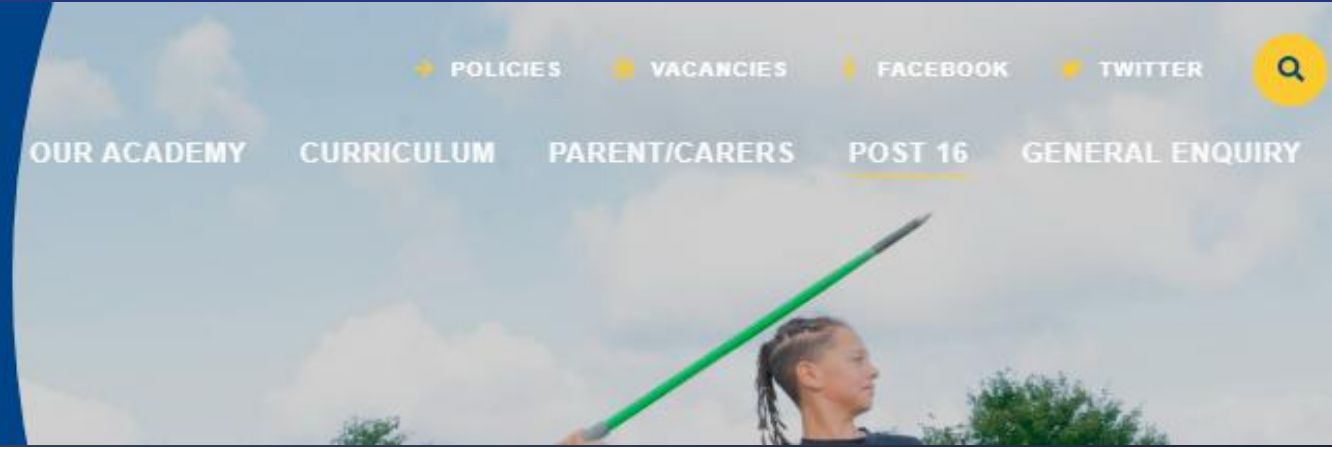 POLICIES VACANCIES FACEBOOK TWITTER
OUR ACADEMY CURRICULUM PARENT/CARERS POST 16 GENERAL ENQUIRY